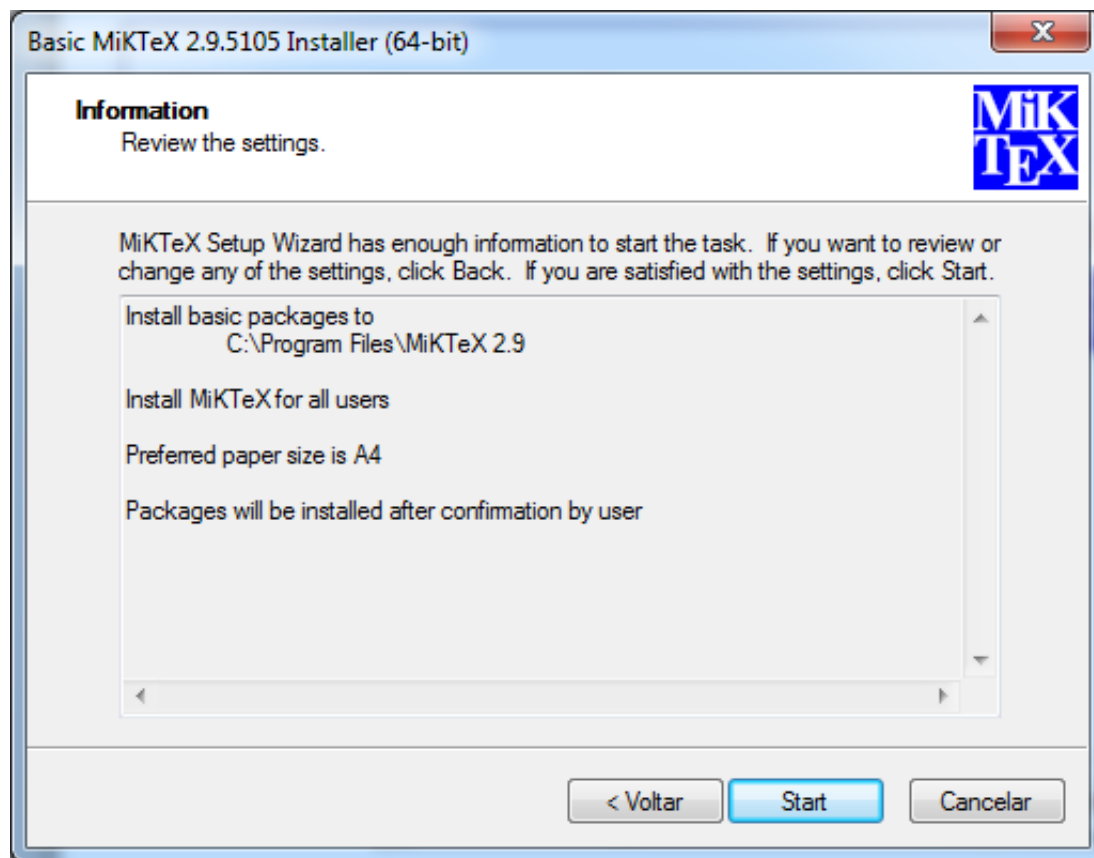 Basic MiKTeX 2.9.5105 Installer (64-bit)
Information
Review the settings.
MiK
TEX
MiKTeX Setup Wizard has enough information to start the task.  If you want to review or
change any of the settings, click Back.  If you are satisfied with the settings, click Start.
Install basic packages to
C:\Program Files\MiKTeX 2.9
Install MiKTeX for all users
Preferred paper size is A4
Packages will be installed after confirmation by user
< Voltar
Start
Cancelar